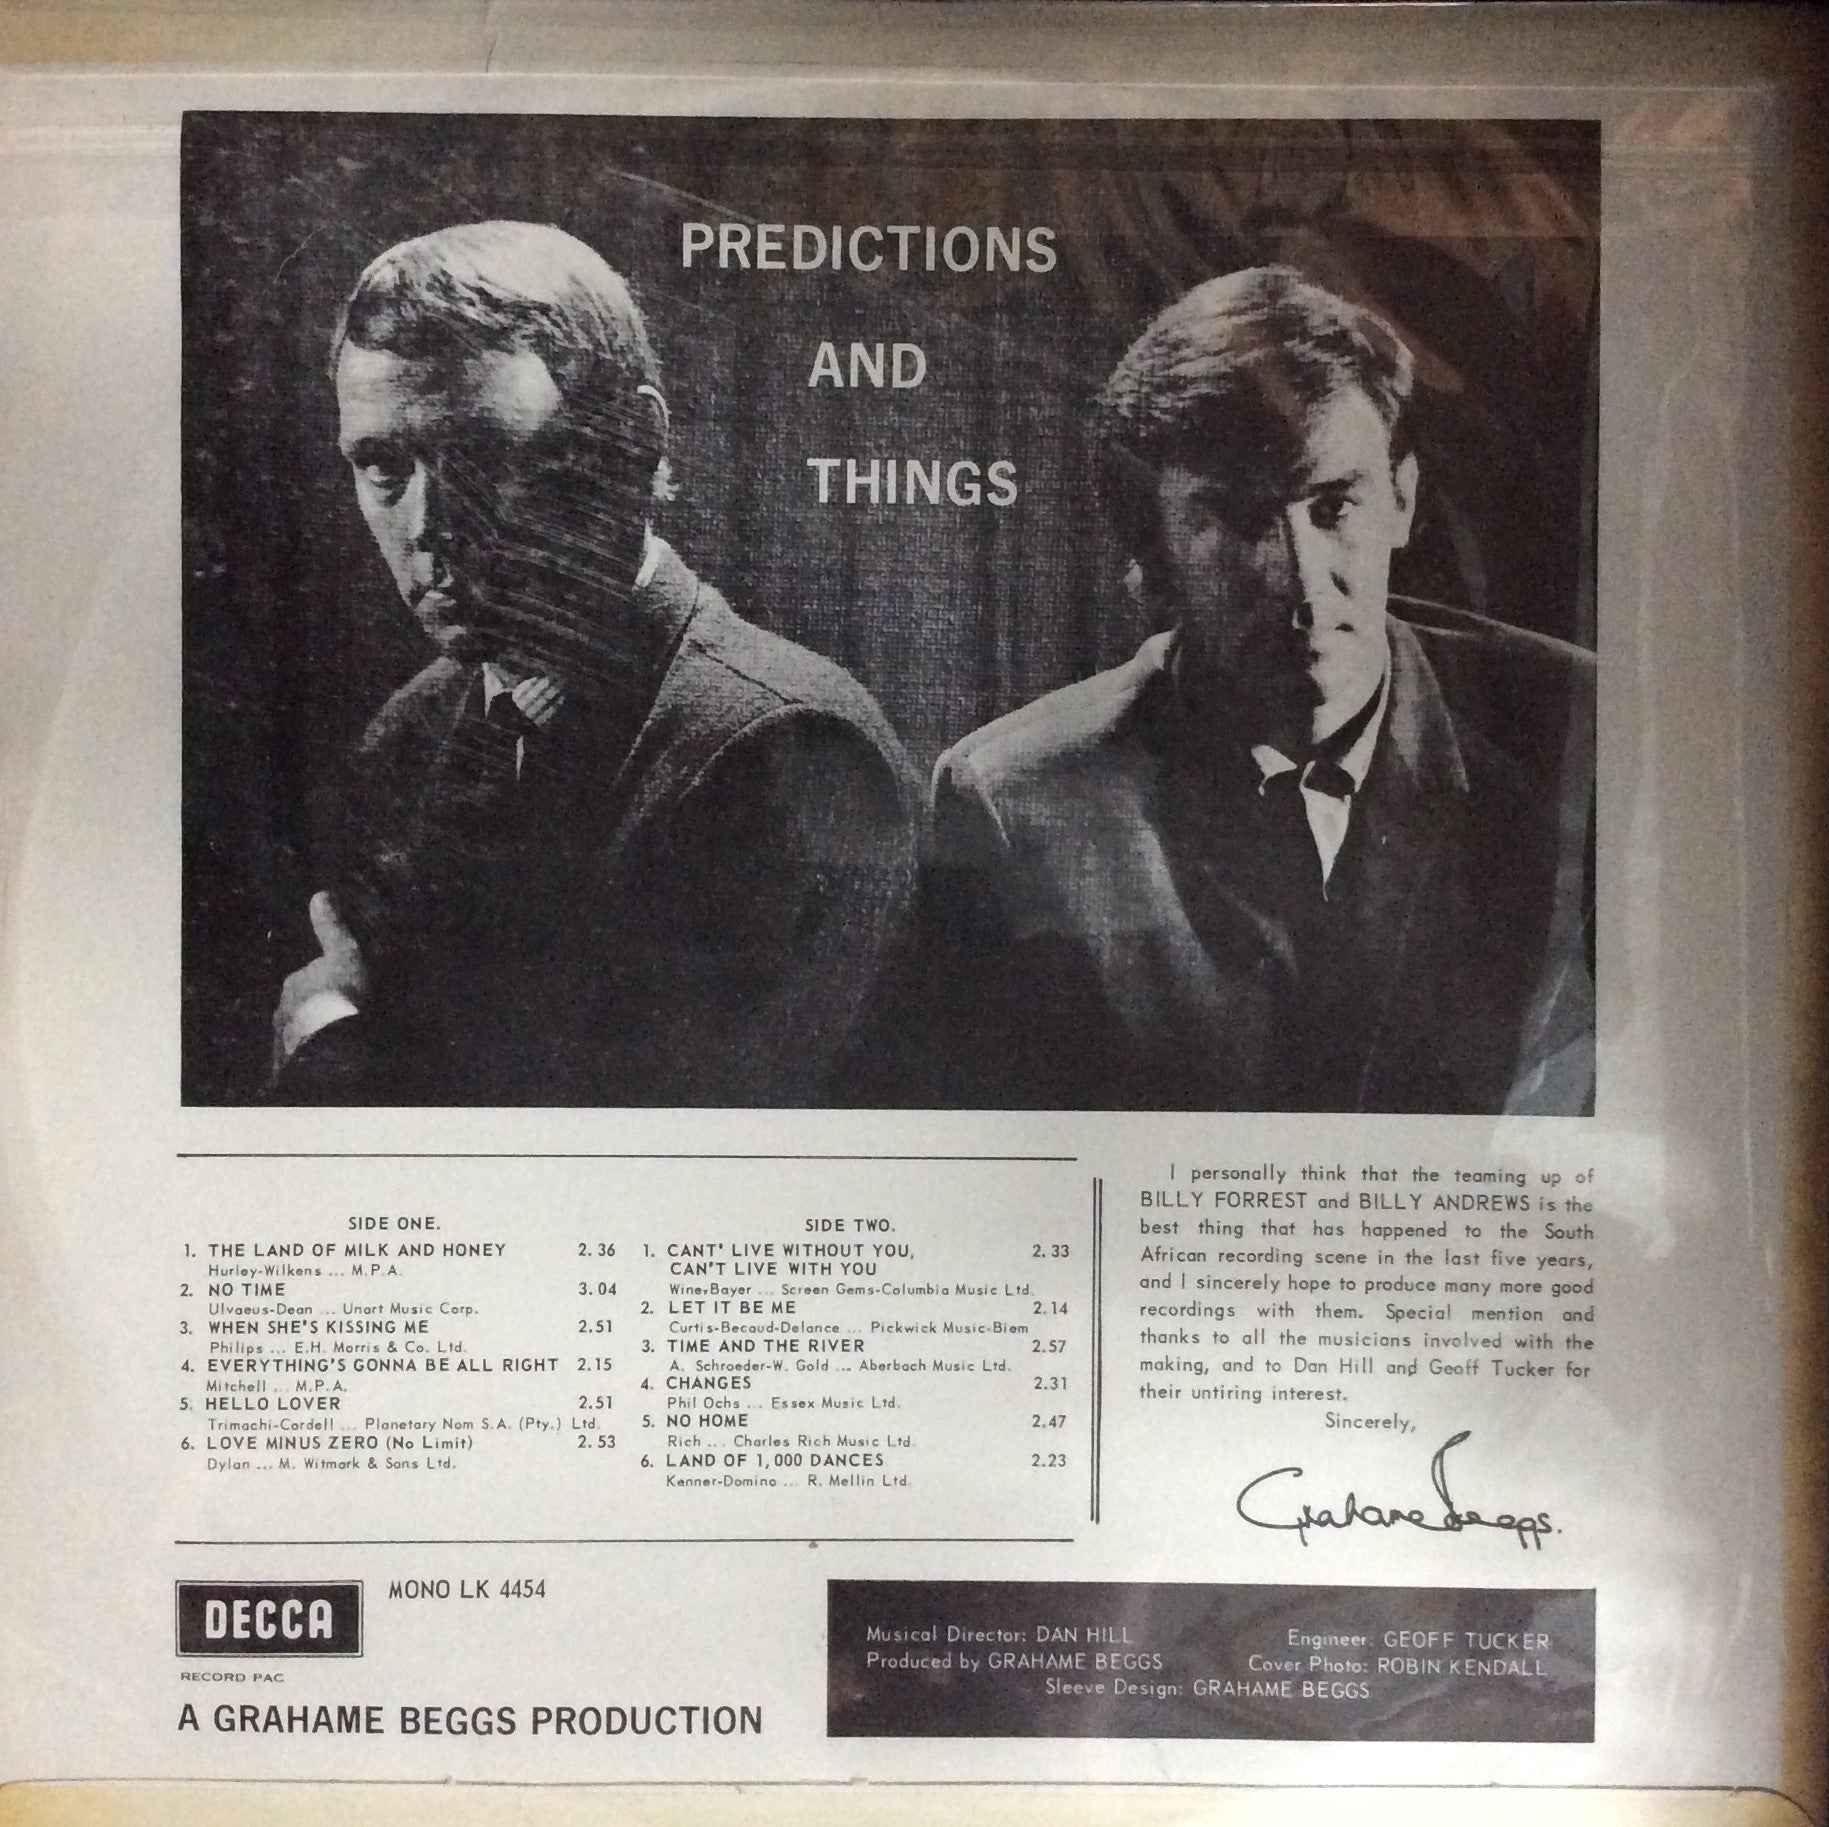 PREDICTIONS
AND
THINGS
SIDE ONE.
1. THE LAND OF MILK AND HONEY 2.36
Hurley-Wilkens ... M.P.A.
2. NO TIME 3.04
Ulvaeus-Dean ... Unart Music Corp.
3. WHEN SHE'S KISSING ME 2.51
Philips ... E.H. Morris & Co. Ltd.
4. EVERYTHING'S GONNA BE ALL RIGHT 2.15
Mitchell ... M.P.A.
5. HELLO LOVER 2.51
Trimachi-Cordell ... Planetary Nom S.A. (Pty.) Ltd.
6. LOVE MINUS ZERO (No Limit) 2.53
Dylan ... M. Witmark & Sons Ltd.
SIDE TWO.
1. CANT' LIVE WITHOUT YOU, 2.33
CAN'T LIVE WITH YOU
Wine-Bayer ... Screen Gems-Columbia Music Ltd.
2. LET IT BE ME 2.14
Curtis-Becaud-Delance ... Pickwick Music-Biem
3. TIME AND THE RIVER 2.57
A. Schroeder-W. Gold ... Aberbach Music Ltd.
4. CHANGES 2.31
Phil Ochs ... Essex Music Ltd.
5. NO HOME 2.47
Rich ... Charles Rich Music Ltd.
6. LAND OF 1,000 DANCES 2.23
Kenner-Domino ... R. Mellin Ltd.
I personally think that the teaming up of
BILLY FORREST and BILLY ANDREWS is the
best thing that has happened to the South
African recording scene in the last five years,
and I sincerely hope to produce many more good
recordings with them. Special mention and
thanks to all the musicians involved with the
making, and to Dan Hill and Geoff Tucker for
their untiring interest.
Sincerely,
Grahame Beggs.
DECCA
MONO LK 4454
RECORD PAC
A GRAHAME BEGGS PRODUCTION
Musical Director: DAN HILL
Produced by GRAHAME BEGGS
Engineer: GEOFF TUCKER
Cover Photo: ROBIN KENDALL
Sleeve Design: GRAHAME BEGGS